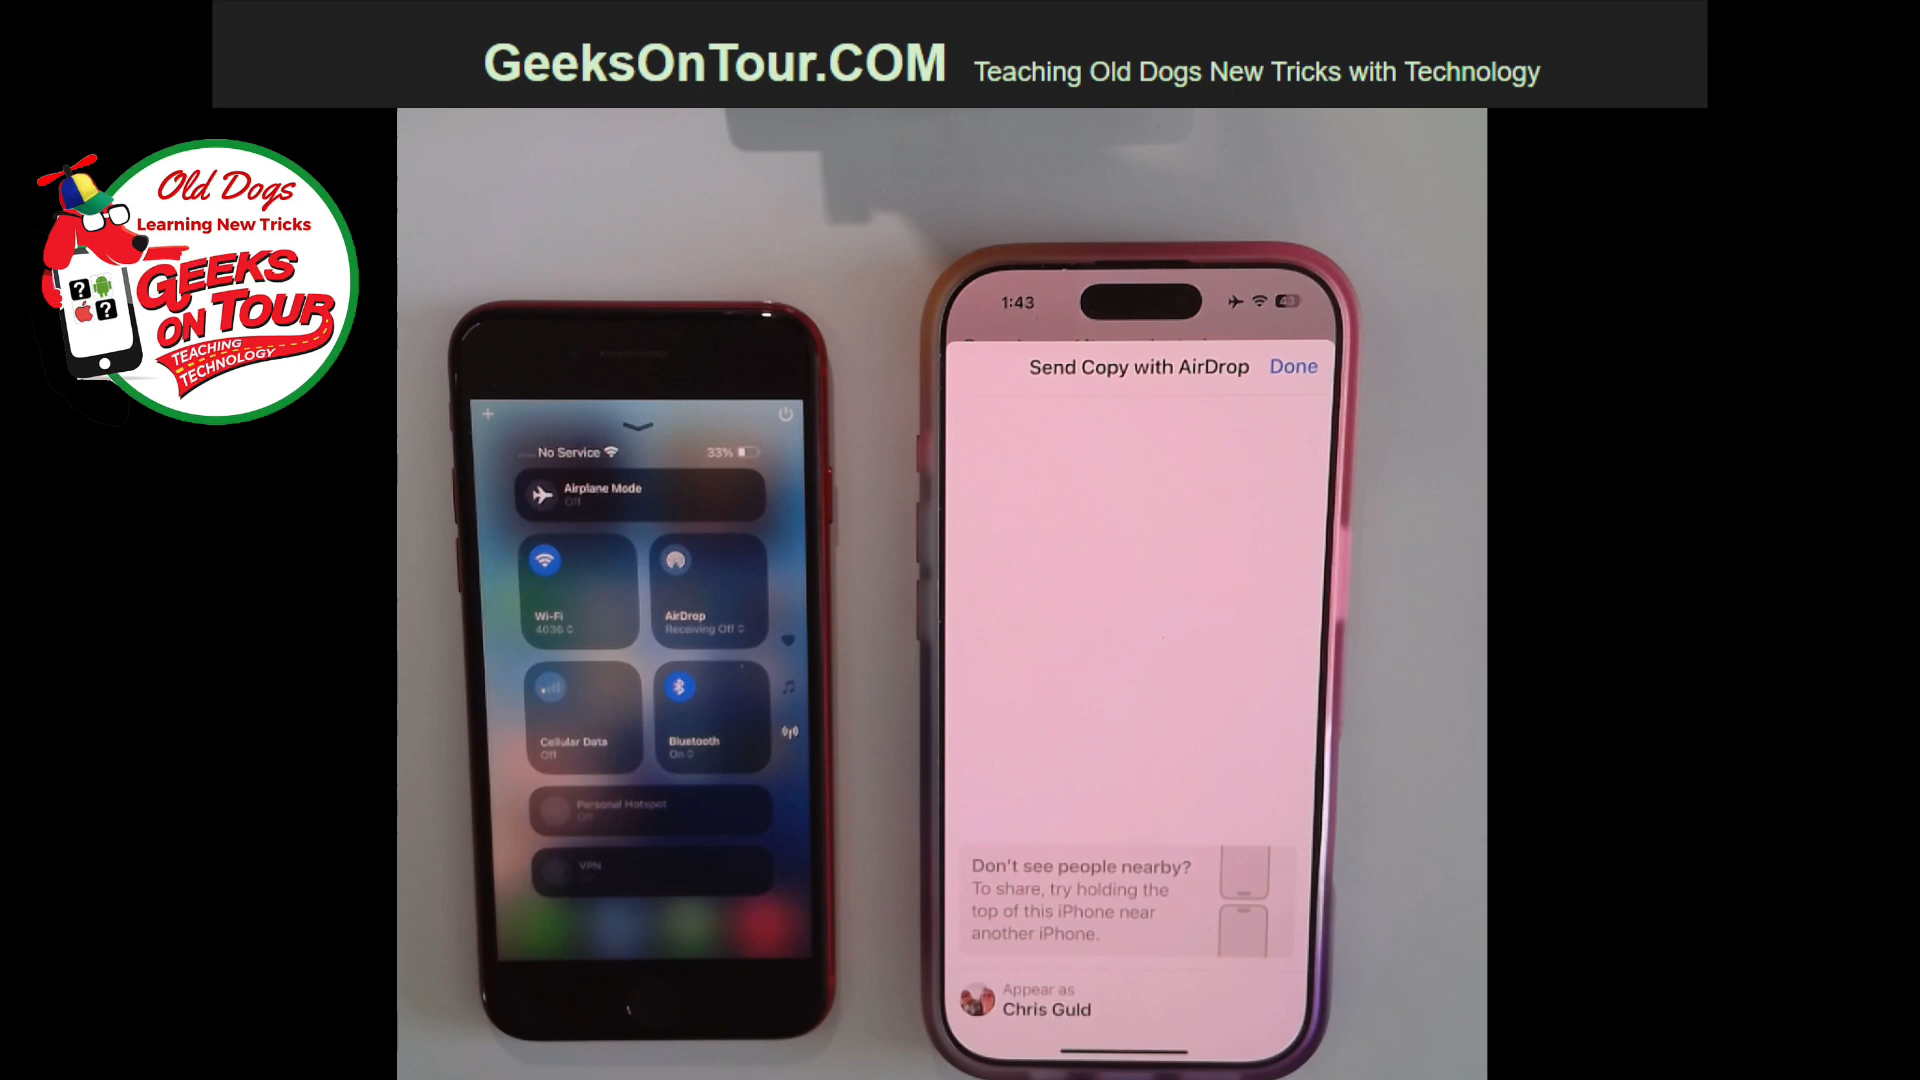 GeeksOnTour.COM Teaching Old Dogs New Tricks with Technology
Old Dogs
Learning New Tricks
GEEKS
ON TOUR
TEACHING
TECHNOLOGY
No Service
33%
Airplane Mode
Off
Wi-Fi
4036
AirDrop
Receiving Off
Cellular Data
Off
Bluetooth
On
Personal Hotspot
Off
VPN
1:43
43
Send Copy with AirDrop
Done
Don't see people nearby?
To share, try holding the
top of this iPhone near
another iPhone.
Appear as
Chris Guld